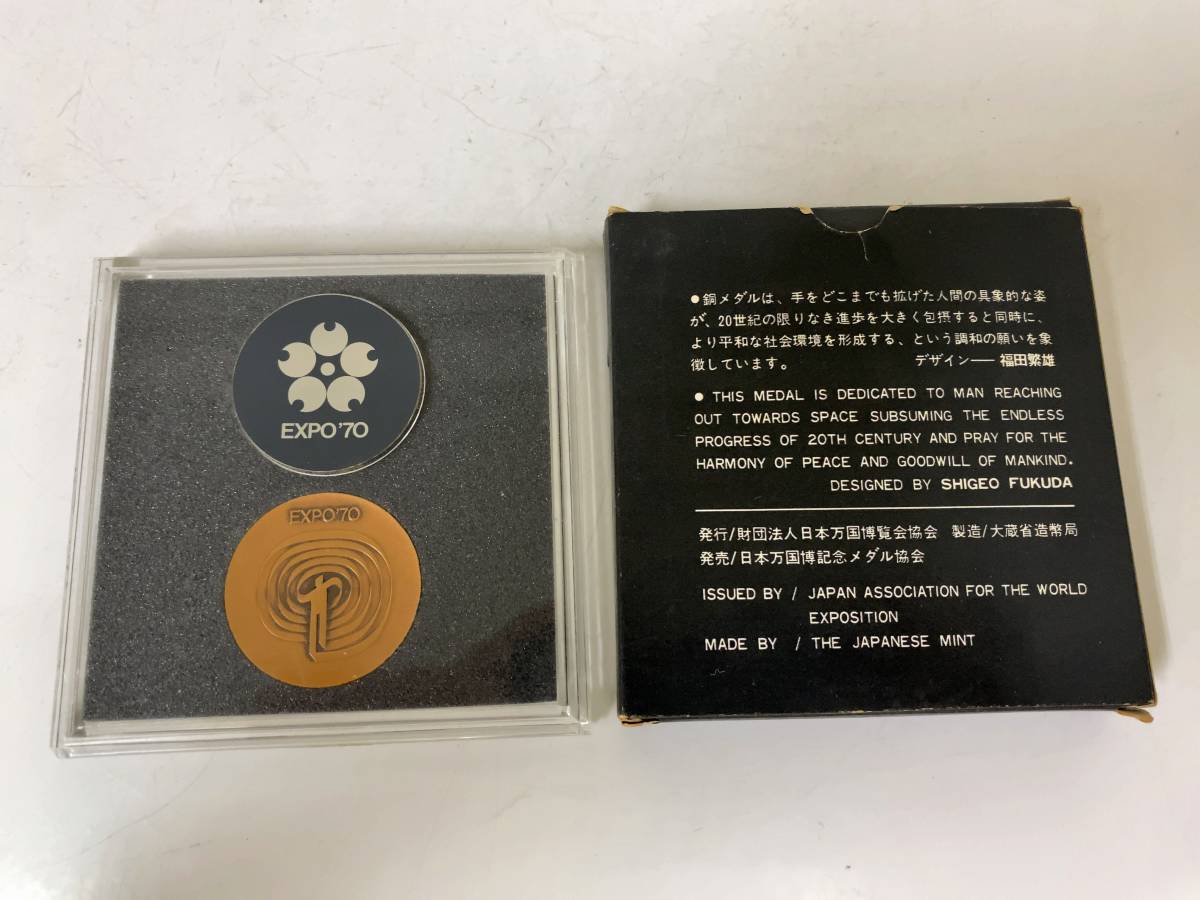 EXPO'70
EXPO'70
●銅メダルは、手をどこまでも拡げた人間の具象的な姿
が、20世紀の限りなき進歩を大きく包摂すると同時に、
より平和な社会環境を形成する、という調和の願いを象
徴しています。 デザイン──福田繁雄
● THIS MEDAL IS DEDICATED TO MAN REACHING
OUT TOWARDS SPACE SUBSUMING THE ENDLESS
PROGRESS OF 20TH CENTURY AND PRAY FOR THE
HARMONY OF PEACE AND GOODWILL OF MANKIND.
DESIGNED BY SHIGEO FUKUDA
発行/財団法人日本万国博覧会協会 製造/大蔵省造幣局
発売/日本万国博記念メダル協会
ISSUED BY / JAPAN ASSOCIATION FOR THE WORLD
EXPOSITION
MADE BY / THE JAPANESE MINT